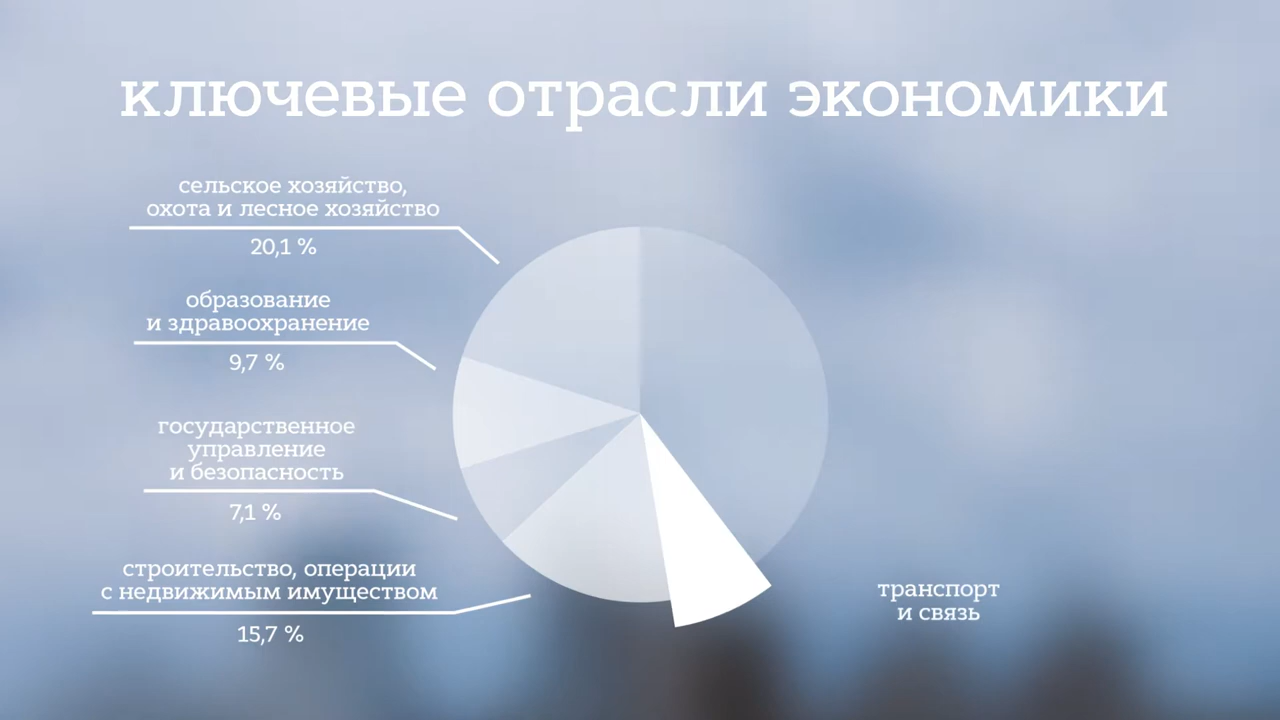 ключевые отрасли экономики
сельское хозяйство,
охота и лесное хозяйство
20,1 %
образование
и здравоохранение
9,7 %
государственное
управление
и безопасность
7,1 %
строительство, операции
с недвижимым имуществом
15,7 %
транспорт
и связь